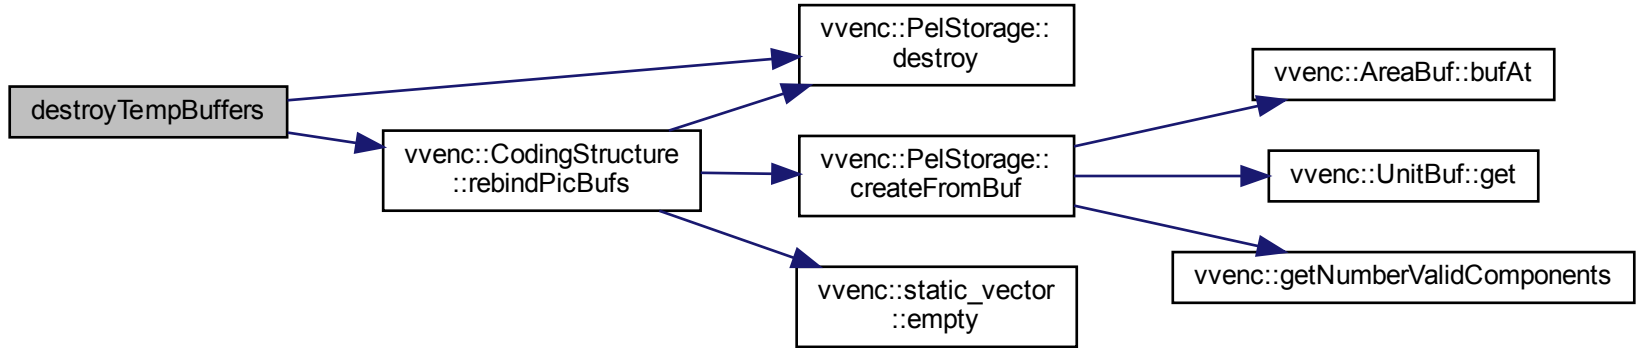 destroyTempBuffers
vvenc::CodingStructure
::rebindPicBufs
vvenc::PelStorage::
destroy
vvenc::PelStorage::
createFromBuf
vvenc::static_vector
::empty
vvenc::AreaBuf::bufAt
vvenc::UnitBuf::get
vvenc::getNumberValidComponents